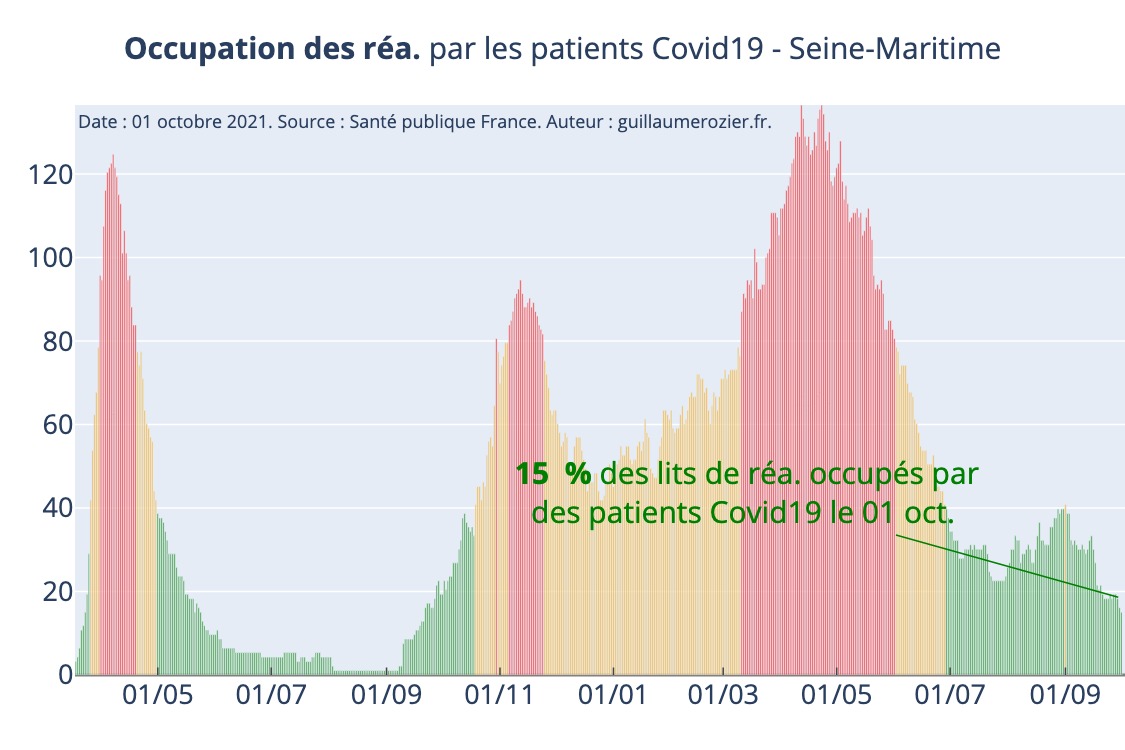 Occupation des réa. par les patients Covid19 - Seine-Maritime
Date : 01 octobre 2021. Source : Santé publique France. Auteur : guillaumerozier.fr.
120
100
80
60
40
20
0
15 % des lits de réa. occupés par
des patients Covid19 le 01 oct.
01/05 01/07 01/09 01/11 01/01 01/03 01/05 01/07 01/09